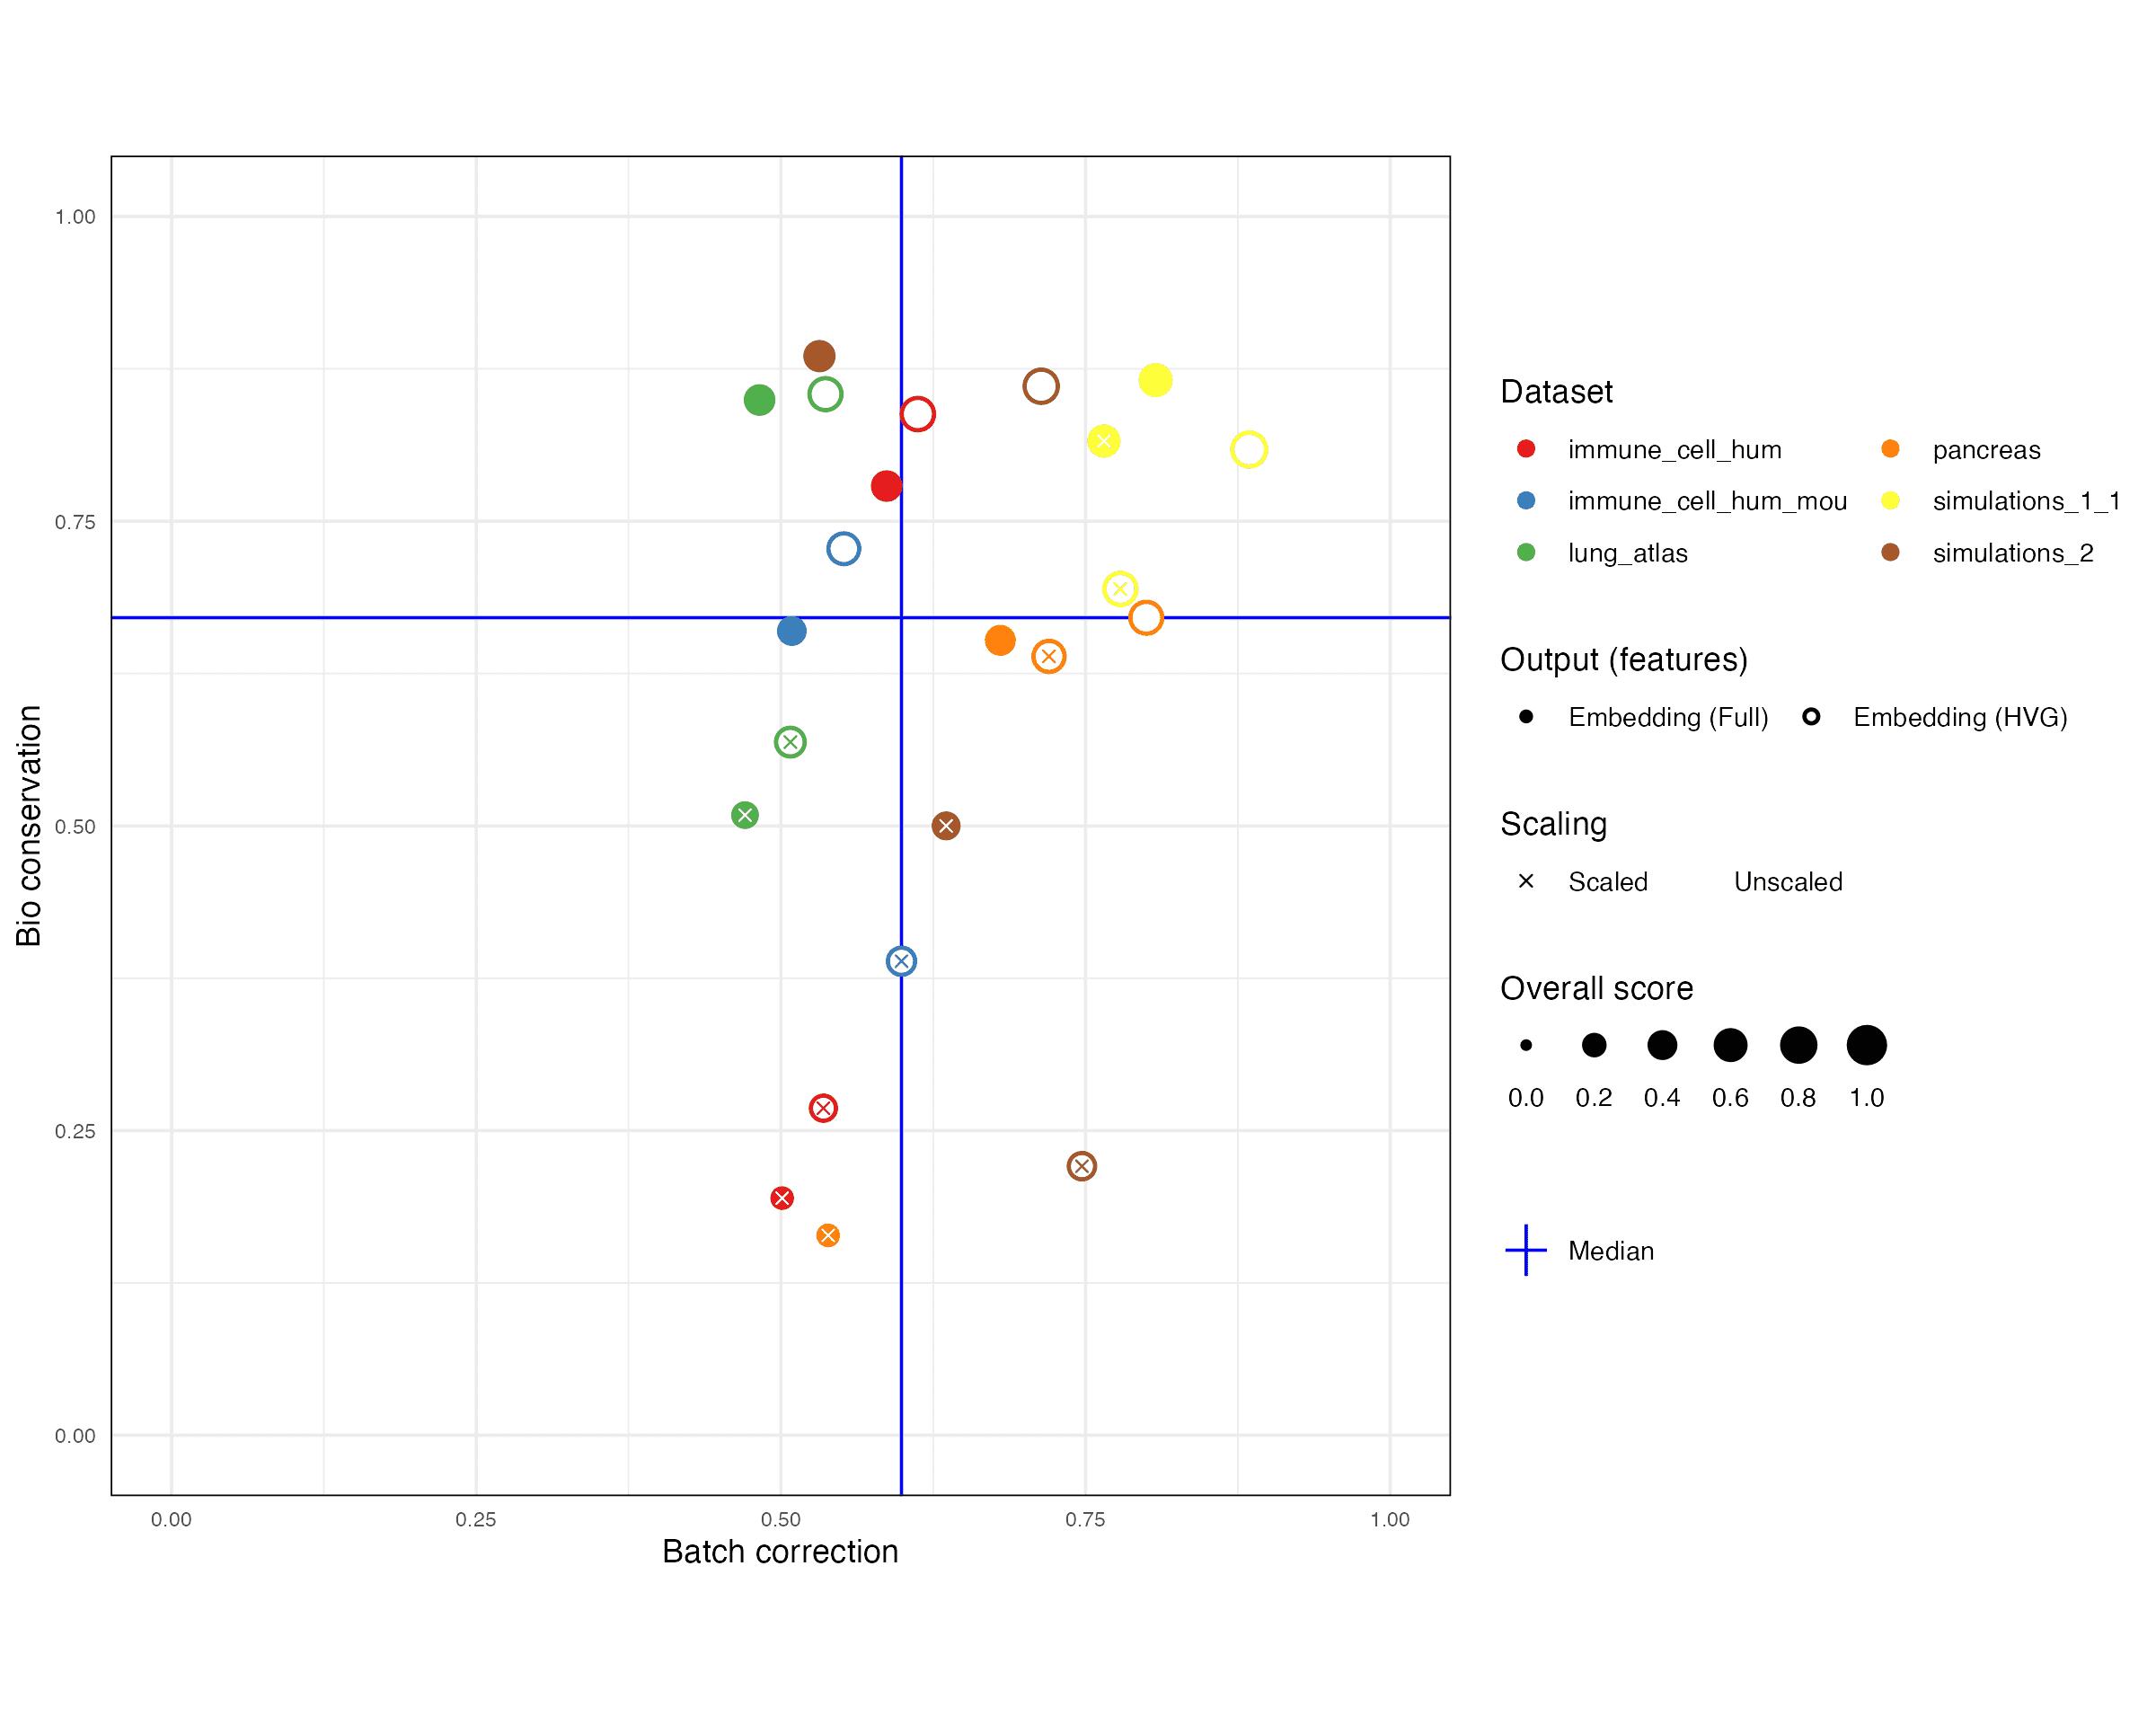 1.00
0.75
0.50
0.25
0.00
Bio conservation
0.00 0.25 0.50 0.75 1.00
Batch correction
Dataset
immune_cell_hum pancreas
immune_cell_hum_mou simulations_1_1
lung_atlas simulations_2
Output (features)
Embedding (Full) Embedding (HVG)
Scaling
Scaled Unscaled
Overall score
0.0 0.2 0.4 0.6 0.8 1.0
Median